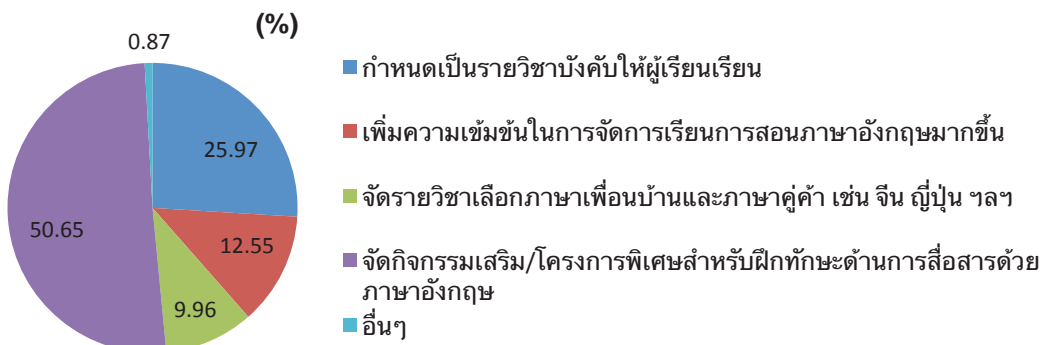 (%)
0.87
25.97
12.55
9.96
50.65
กำหนดเป็นรายวิชาบังคับให้ผู้เรียนเรียน
เพิ่มความเข้มข้นในการจัดการเรียนการสอนภาษาอังกฤษมากขึ้น
จัดรายวิชาเลือกภาษาเพื่อนบ้านและภาษาคู่ค้า เช่น จีน ญี่ปุ่น ฯลฯ
จัดกิจกรรมเสริม/โครงการพิเศษสำหรับฝึกทักษะด้านการสื่อสารด้วย
ภาษาอังกฤษ
อื่นๆ